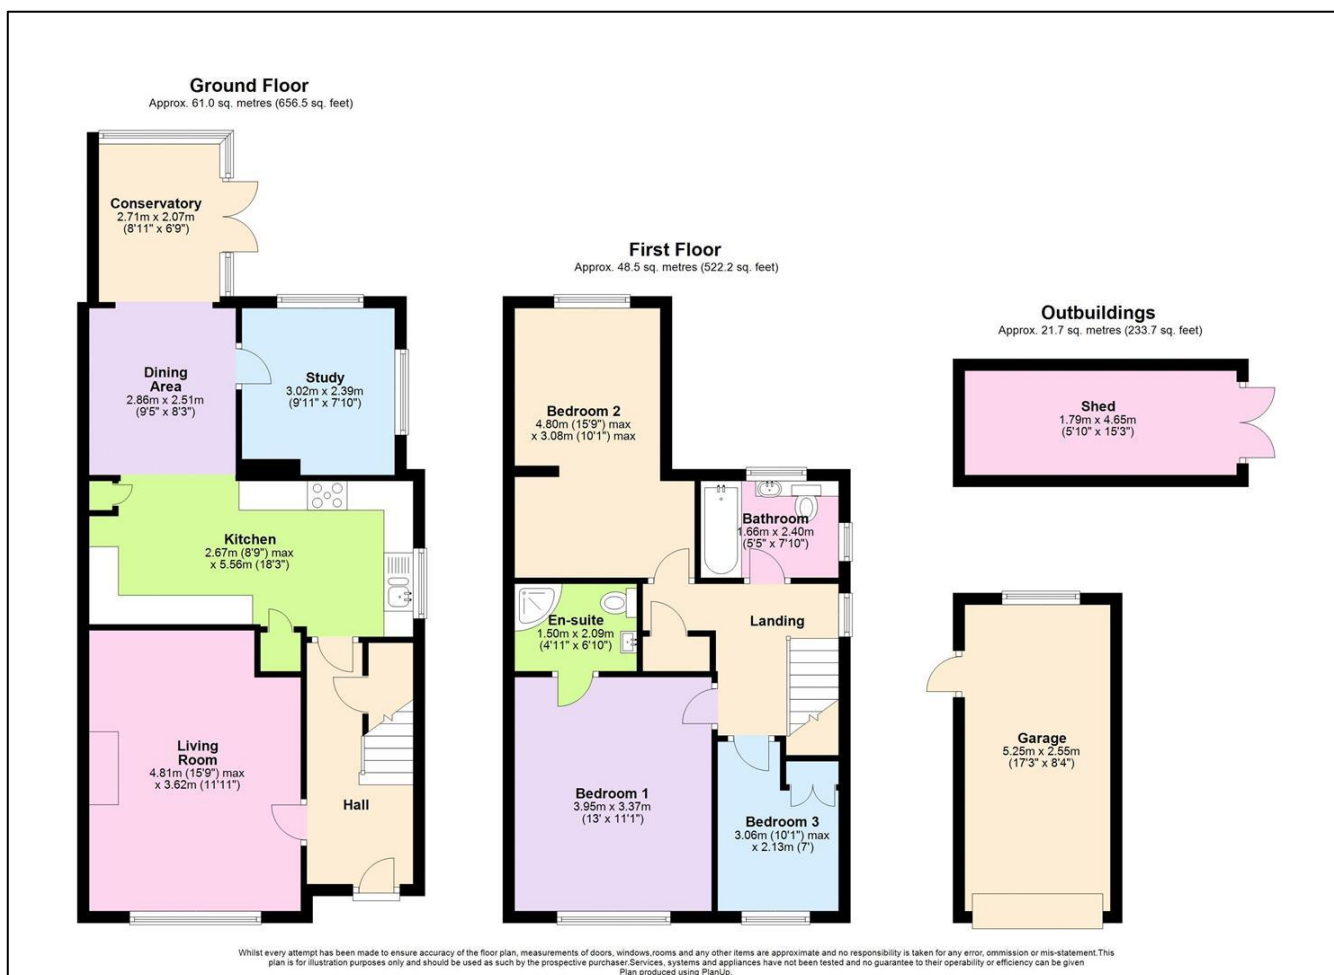 Ground Floor
Approx. 61.0 sq. metres (656.5 sq. feet)
Conservatory
2.71m x 2.07m
(8'11" x 6'9")
Dining
Area
2.86m x 2.51m
(9'5" x 8'3")
Study
3.02m x 2.39m
(9'11" x 7'10")
Kitchen
2.67m (8'9") max
x 5.56m (18'3")
Living
Room
4.81m (15'9") max
x 3.62m (11'11")
Hall
First Floor
Approx. 48.5 sq. metres (522.2 sq. feet)
Bedroom 2
4.80m (15'9") max
x 3.08m (10'1") max
Bathroom
1.66m x 2.40m
(5'5" x 7'10")
En-suite
1.50m x 2.09m
(4'11" x 6'10")
Landing
Bedroom 1
3.95m x 3.37m
(13' x 11'1")
Bedroom 3
3.06m (10'1") max
x 2.13m (7')
Outbuildings
Approx. 21.7 sq. metres (233.7 sq. feet)
Shed
1.79m x 4.65m
(5'10" x 15'3")
Garage
5.25m x 2.55m
(17'3" x 8'4")
Whilst every attempt has been made to ensure accuracy of the floor plan, measurements of doors, windows,rooms and any other items are approximate and no responsibility is taken for any error, ommission or mis-statement.This
plan is for illustration purposes only and should be used as such by the prospective purchaser.Services, systems and appliances have not been tested and no guarantee to their operability or efficiency can be given
Plan produced using PlanUp.